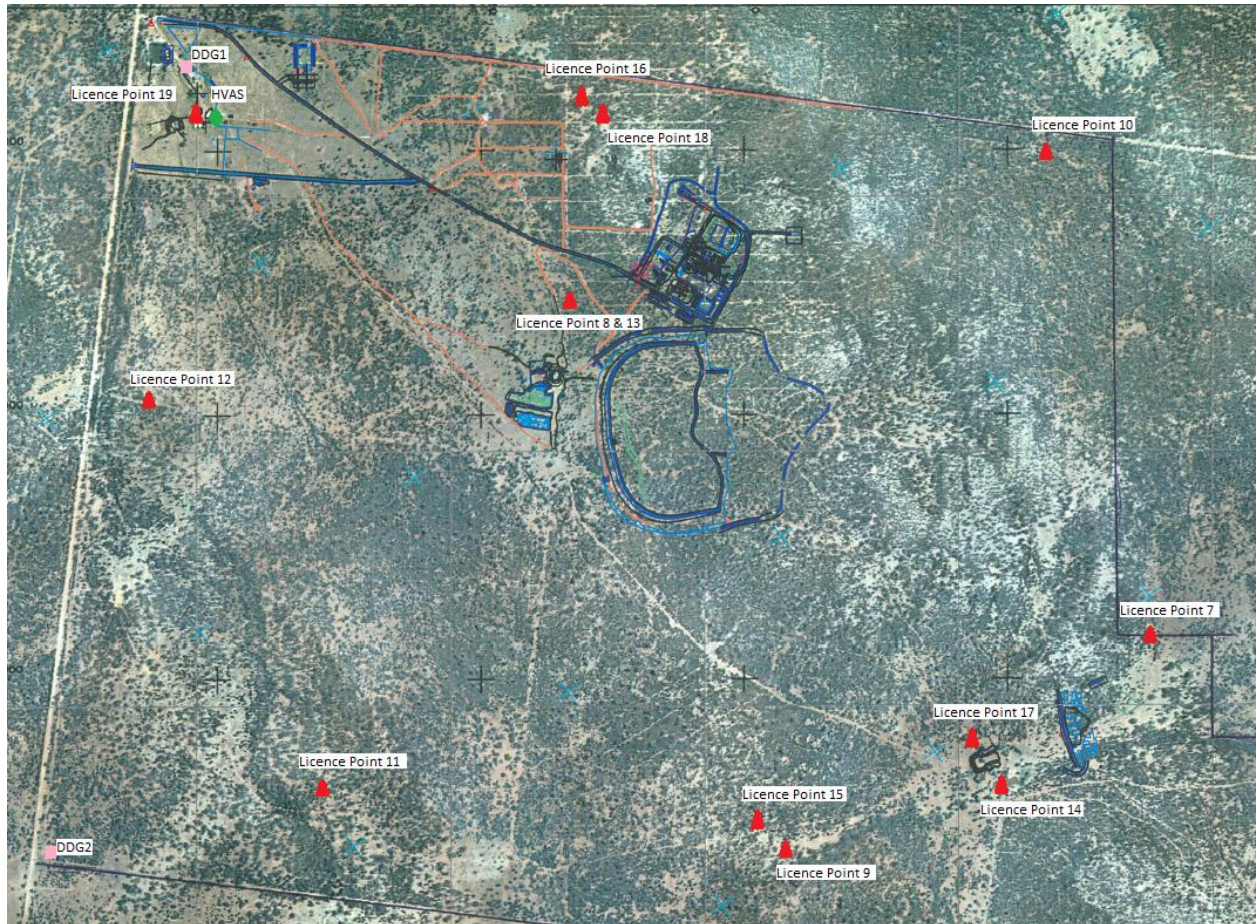 DDG1
Licence Point 16
Licence Point 19
HVAS
Licence Point 18
Licence Point 10
Licence Point 8 & 13
Licence Point 12
Licence Point 7
Licence Point 17
Licence Point 11
Licence Point 15
Licence Point 14
DDG2
Licence Point 9